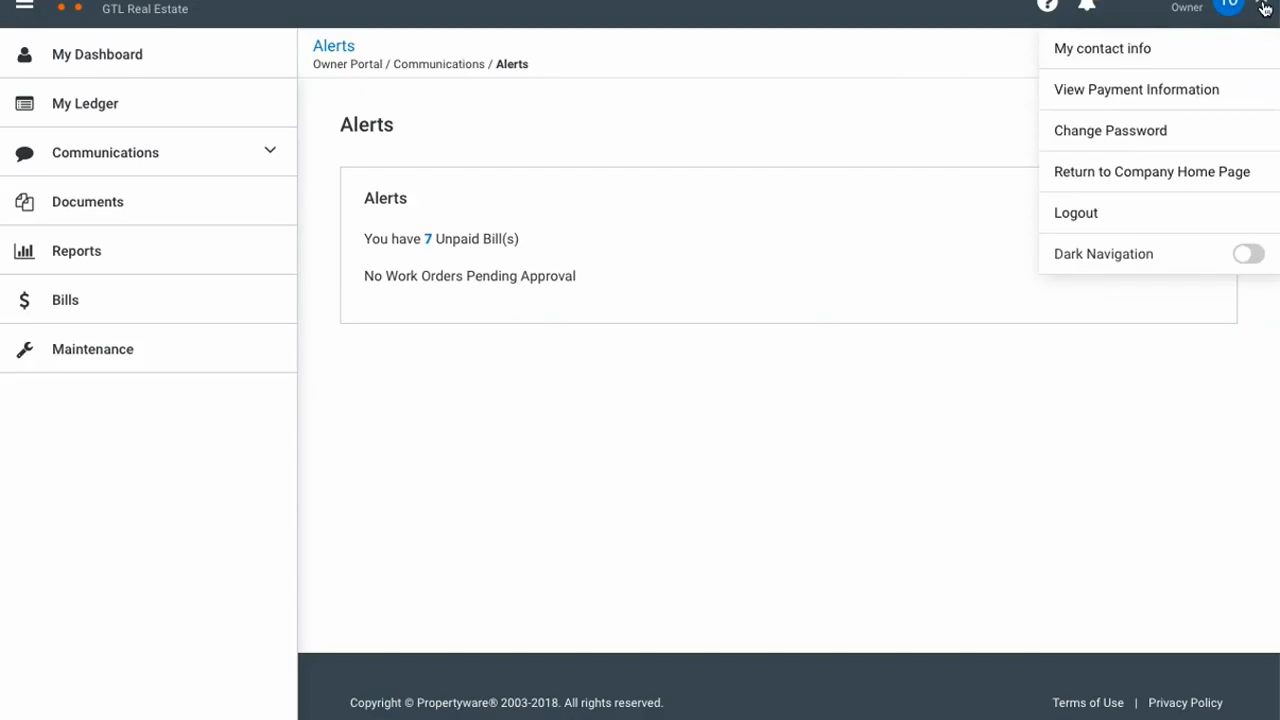 GTL Real Estate
Owner
My Dashboard
My Ledger
Communications
Documents
Reports
Bills
Maintenance
Alerts
Owner Portal / Communications / Alerts
Alerts
Alerts
You have 7 Unpaid Bill(s)
No Work Orders Pending Approval
My contact info
View Payment Information
Change Password
Return to Company Home Page
Logout
Dark Navigation
Copyright © Propertyware® 2003-2018. All rights reserved.
Terms of Use | Privacy Policy